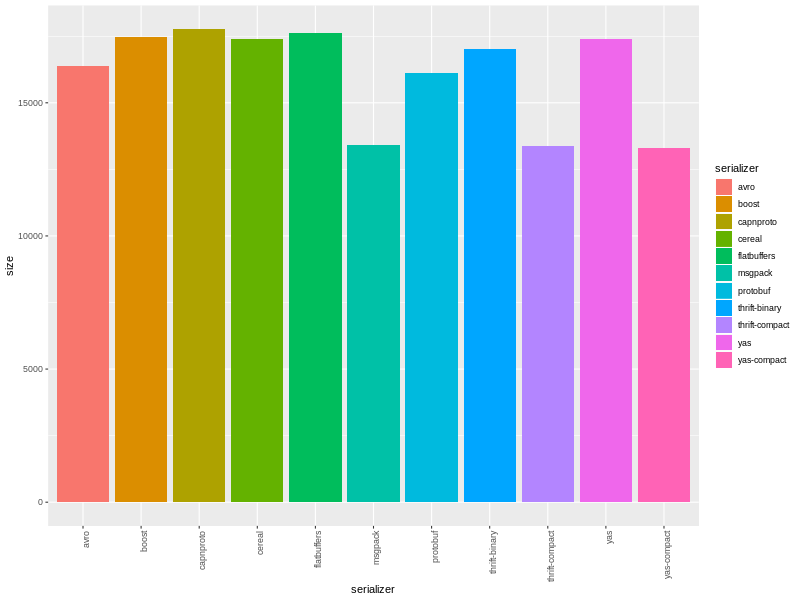 15000
10000
5000
0
size
avro
boost
capnproto
cereal
flatbuffers
msgpack
protobuf
thrift-binary
thrift-compact
yas
yas-compact
serializer
serializer
avro
boost
capnproto
cereal
flatbuffers
msgpack
protobuf
thrift-binary
thrift-compact
yas
yas-compact